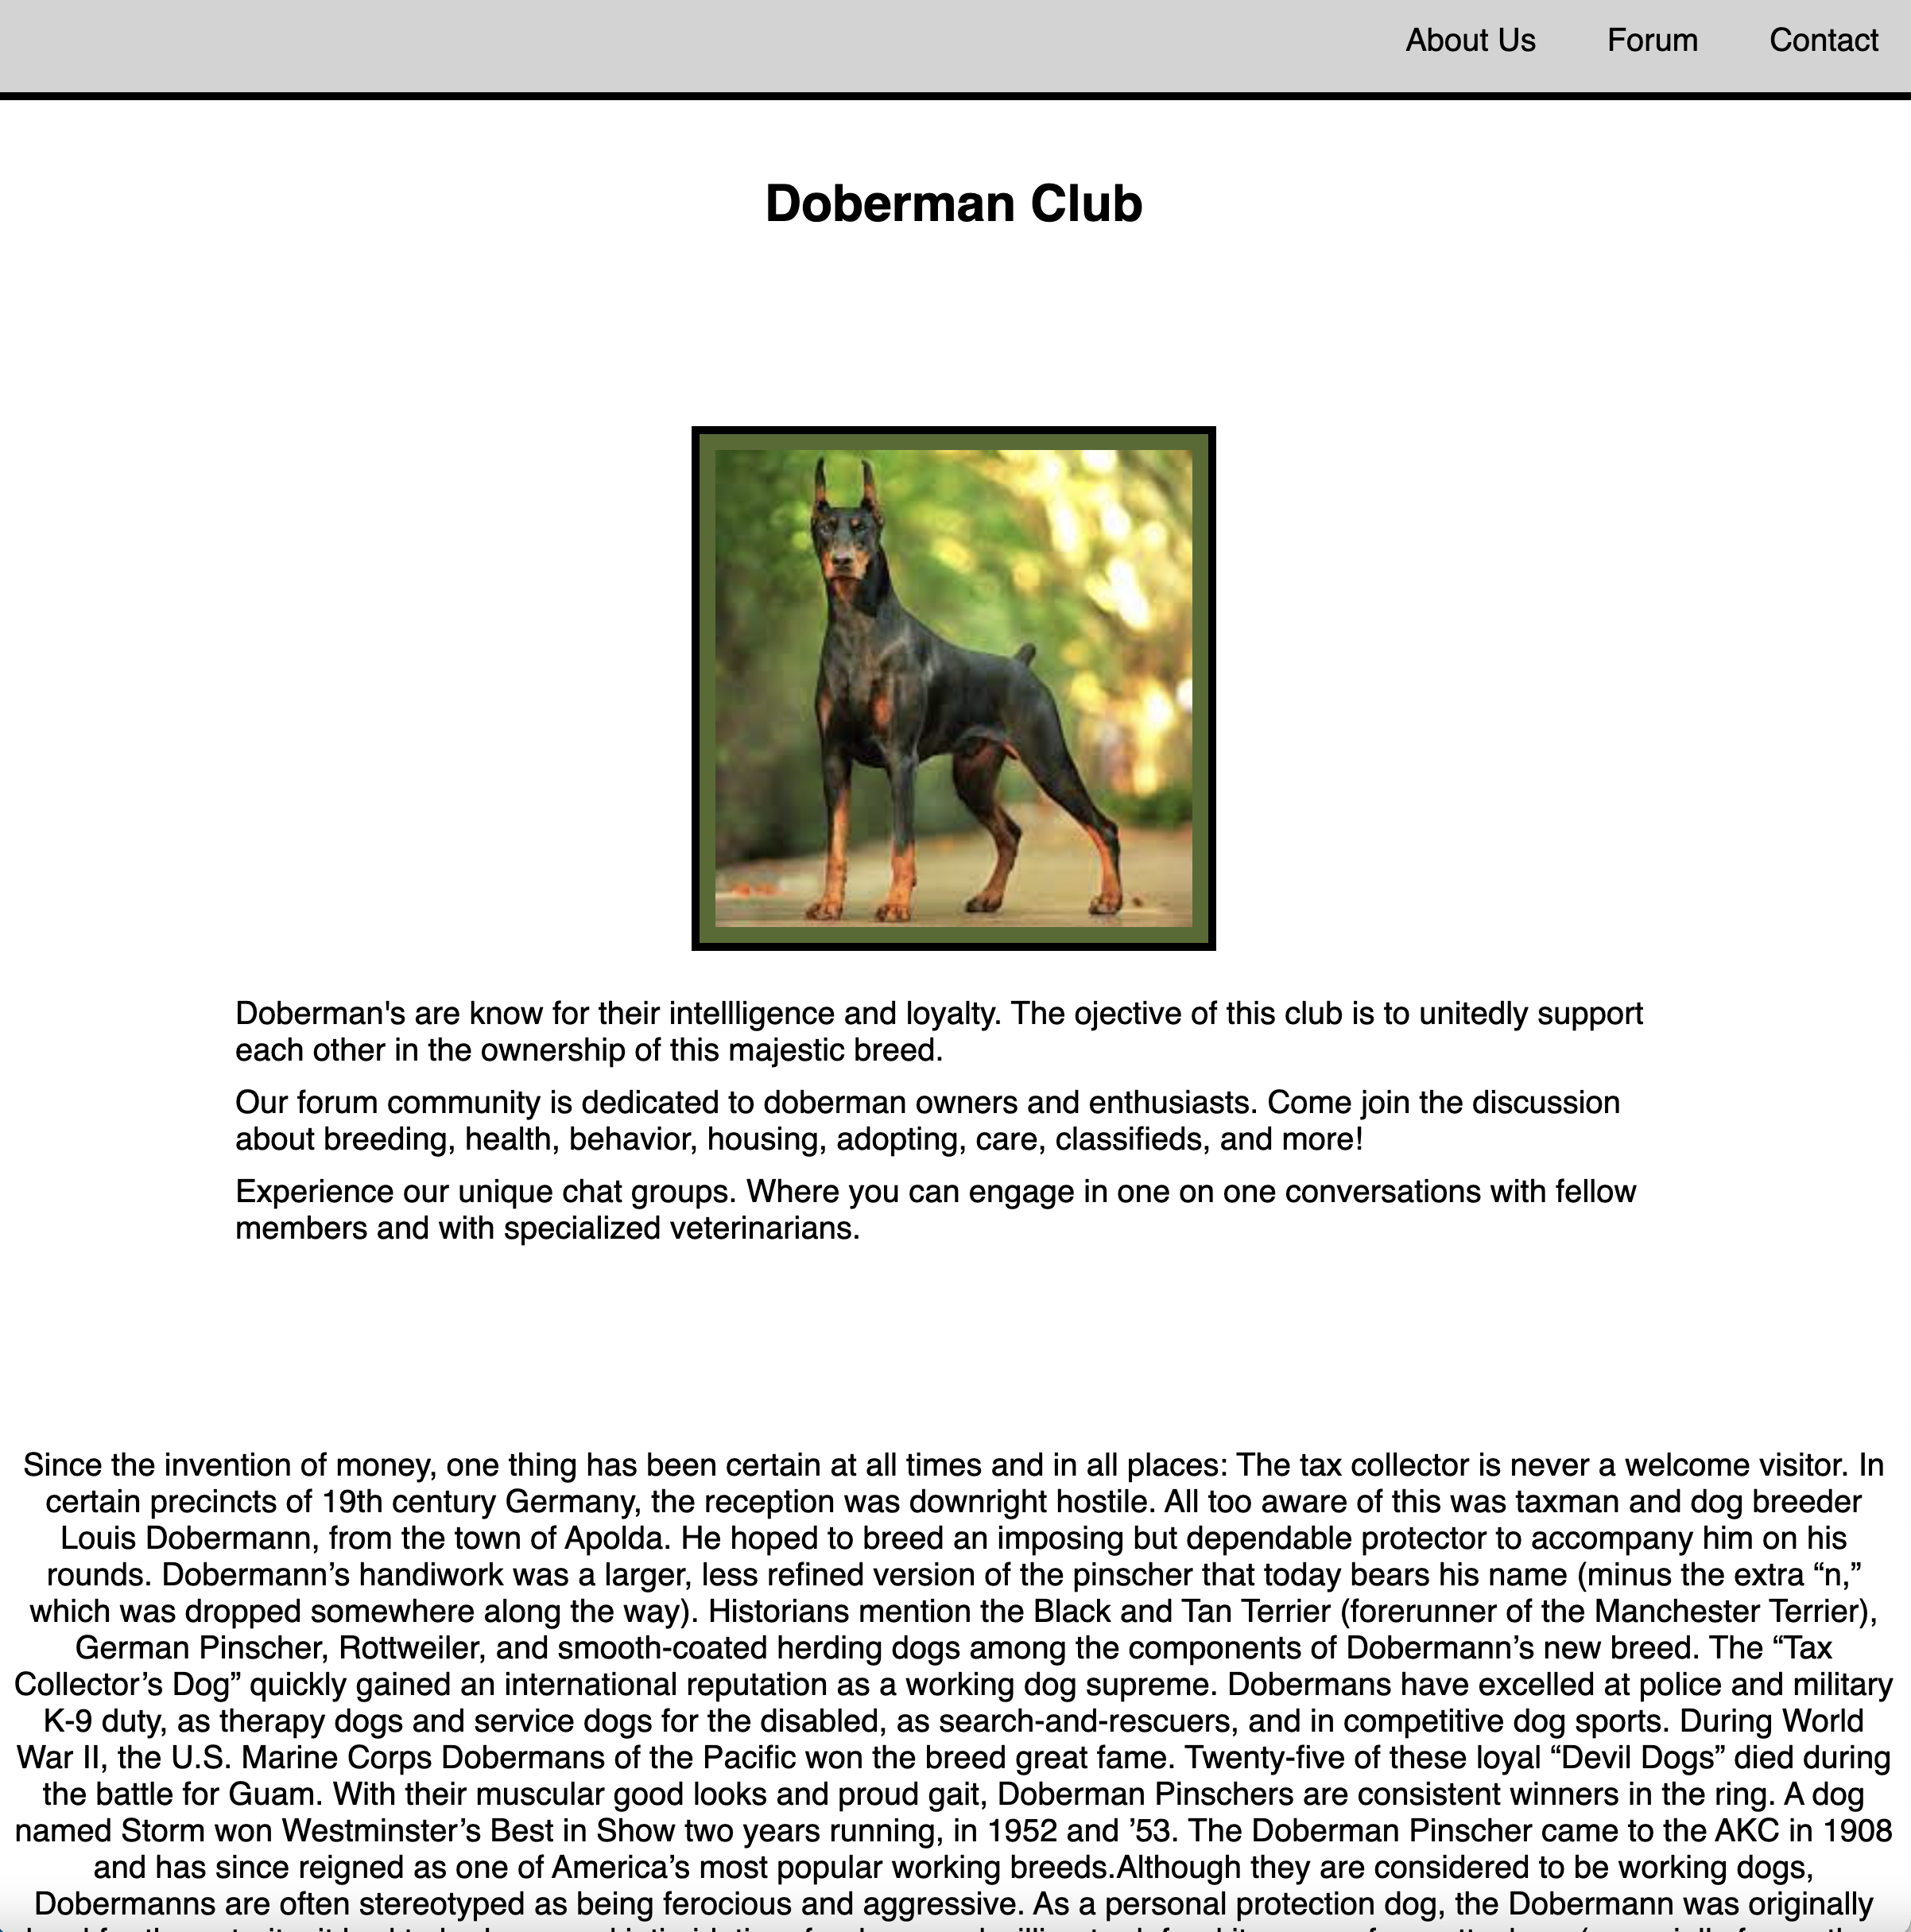 About Us Forum Contact
Doberman Club
Doberman's are know for their intellligence and loyalty. The ojective of this club is to unitedly support
each other in the ownership of this majestic breed.
Our forum community is dedicated to doberman owners and enthusiasts. Come join the discussion
about breeding, health, behavior, housing, adopting, care, classifieds, and more!
Experience our unique chat groups. Where you can engage in one on one conversations with fellow
members and with specialized veterinarians.
Since the invention of money, one thing has been certain at all times and in all places: The tax collector is never a welcome visitor. In
certain precincts of 19th century Germany, the reception was downright hostile. All too aware of this was taxman and dog breeder
Louis Dobermann, from the town of Apolda. He hoped to breed an imposing but dependable protector to accompany him on his
rounds. Dobermann’s handiwork was a larger, less refined version of the pinscher that today bears his name (minus the extra “n,”
which was dropped somewhere along the way). Historians mention the Black and Tan Terrier (forerunner of the Manchester Terrier),
German Pinscher, Rottweiler, and smooth-coated herding dogs among the components of Dobermann’s new breed. The “Tax
Collector’s Dog” quickly gained an international reputation as a working dog supreme. Dobermans have excelled at police and military
K-9 duty, as therapy dogs and service dogs for the disabled, as search-and-rescuers, and in competitive dog sports. During World
War II, the U.S. Marine Corps Dobermans of the Pacific won the breed great fame. Twenty-five of these loyal “Devil Dogs” died during
the battle for Guam. With their muscular good looks and proud gait, Doberman Pinschers are consistent winners in the ring. A dog
named Storm won Westminster’s Best in Show two years running, in 1952 and ’53. The Doberman Pinscher came to the AKC in 1908
and has since reigned as one of America’s most popular working breeds.Although they are considered to be working dogs,
Dobermanns are often stereotyped as being ferocious and aggressive. As a personal protection dog, the Dobermann was originally